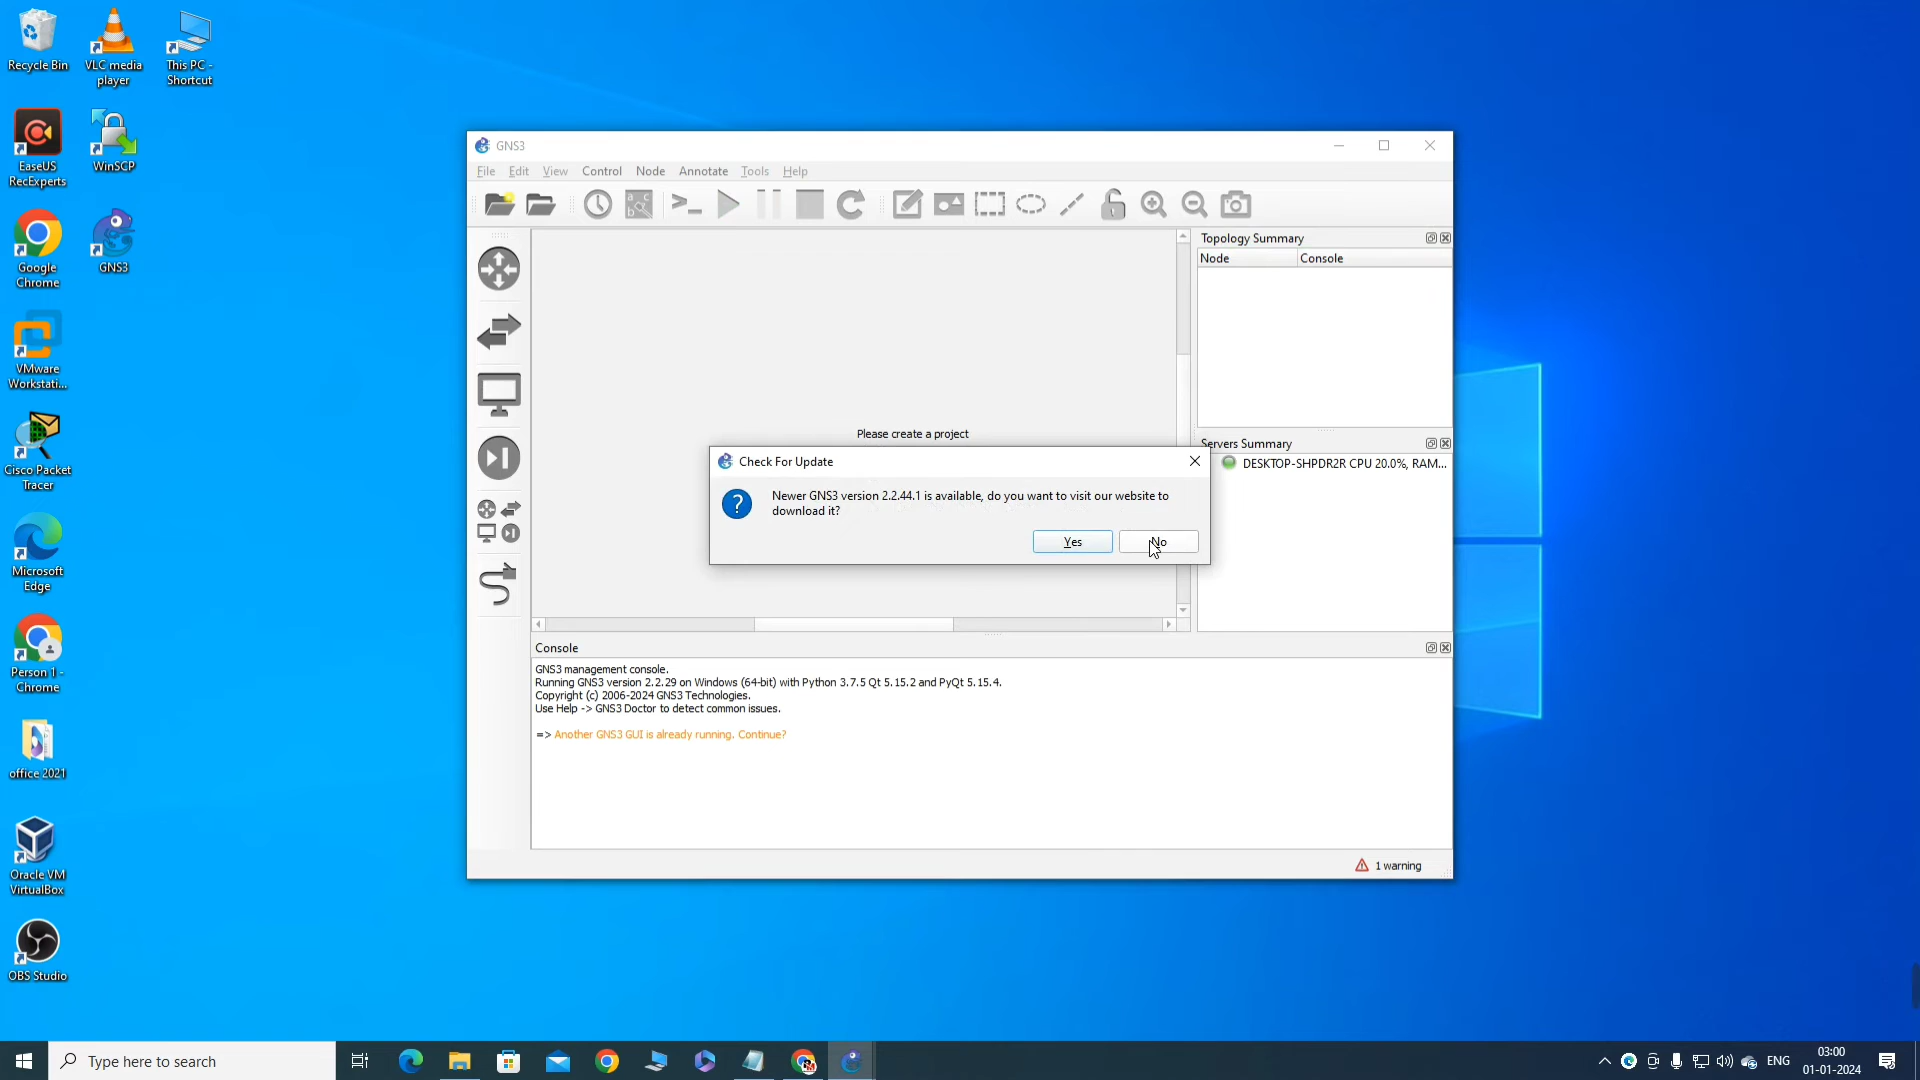 Recycle Bin
VLC media
player
This PC -
Shortcut
EaseUS
RecExperts
WinSCP
Google
Chrome
GNS3
VMware
Workstati...
Cisco Packet
Tracer
Microsoft
Edge
Person 1 -
Chrome
office 2021
Oracle VM
VirtualBox
OBS Studio
GNS3
File Edit View Control Node Annotate Tools Help
Topology Summary
Node Console
Please create a project
Servers Summary
DESKTOP-SHPDR2R CPU 20.0%, RAM...
Check For Update
Newer GNS3 version 2.2.44.1 is available, do you want to visit our website to
download it?
Yes No
Console
GNS3 management console.
Running GNS3 version 2.2.29 on Windows (64-bit) with Python 3.7.5 Qt 5.15.2 and PyQt 5.15.4.
Copyright (c) 2006-2024 GNS3 Technologies.
Use Help -> GNS3 Doctor to detect common issues.
=> Another GNS3 GUI is already running. Continue?
1 warning
Type here to search
ENG
03:00
01-01-2024